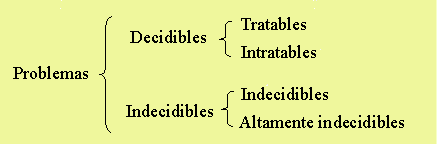 Problemas
Decidibles
Tratables
Intratables
Indecidibles
Indecidibles
Altamente indecidibles